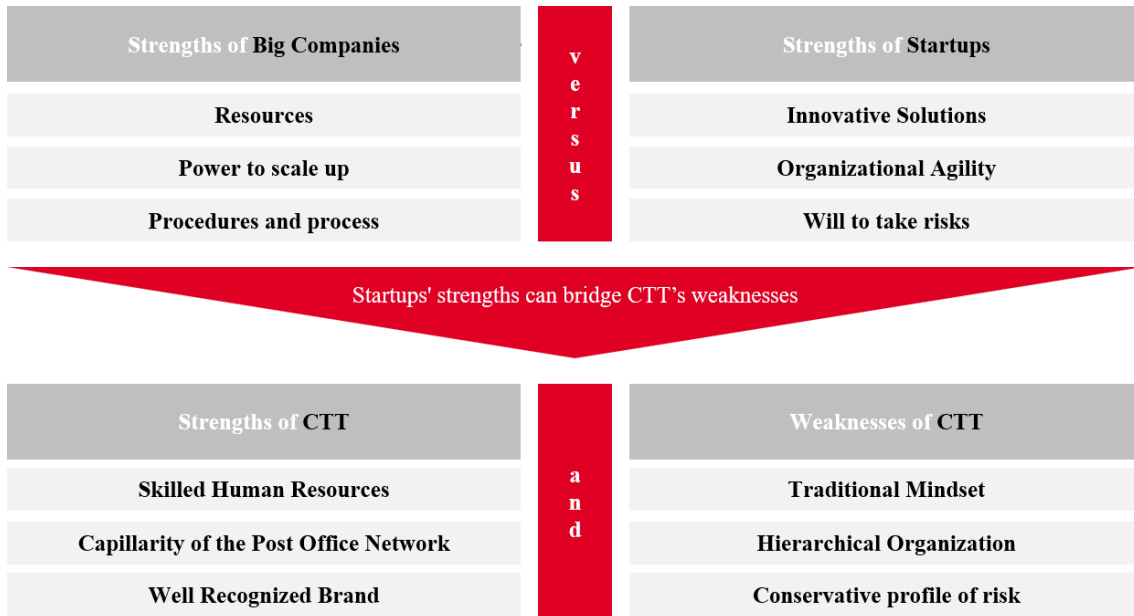 Strengths of Big Companies
Resources
Power to scale up
Procedures and process
versus
Strengths of Startups
Innovative Solutions
Organizational Agility
Will to take risks
Startups' strengths can bridge CTT’s weaknesses
Strengths of CTT
Skilled Human Resources
Capillarity of the Post Office Network
Well Recognized Brand
and
Weaknesses of CTT
Traditional Mindset
Hierarchical Organization
Conservative profile of risk